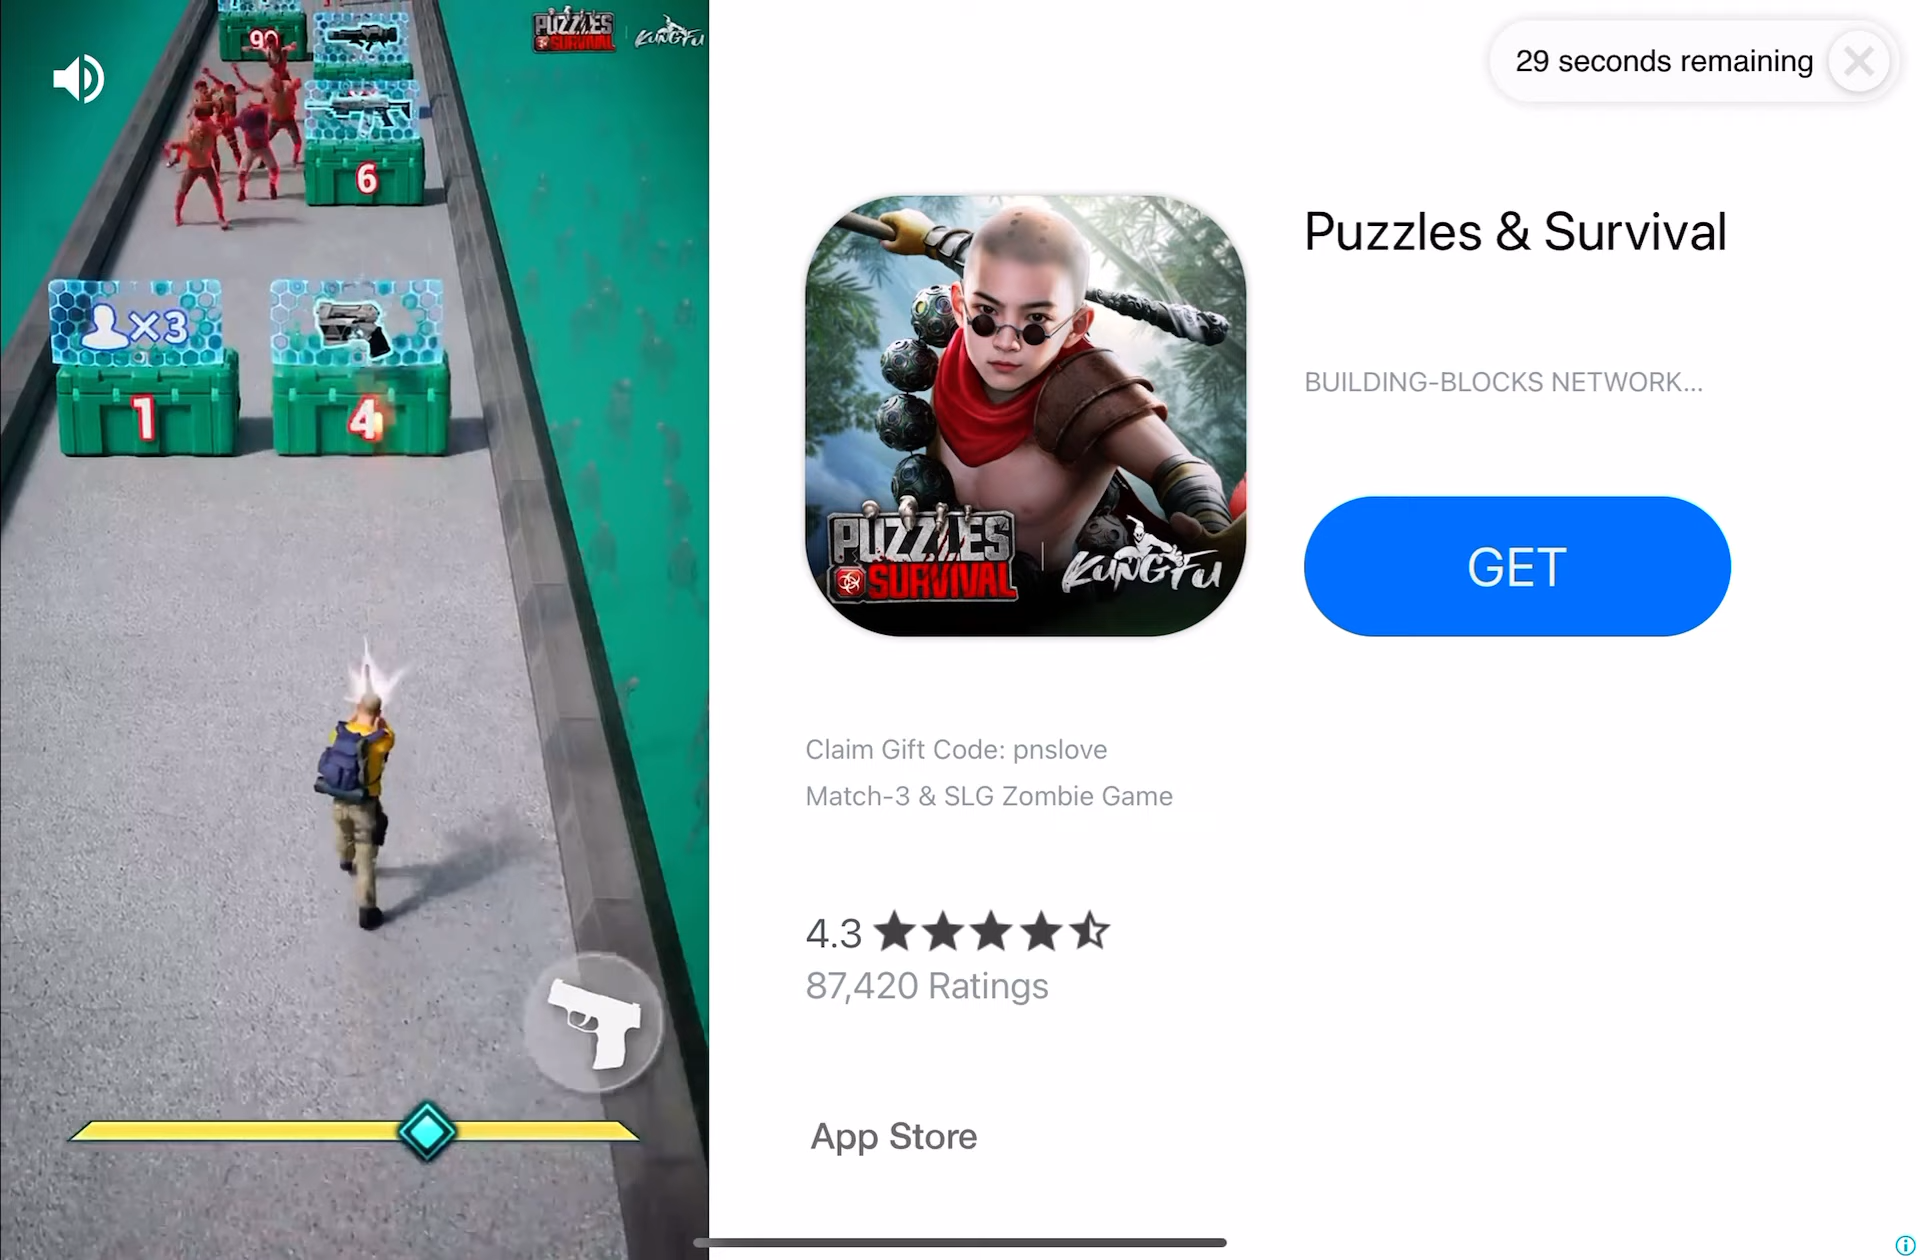 PUZZLES
SURVIVAL
KUNGFU
29 seconds remaining
6
×3
1
4
Puzzles & Survival
BUILDING-BLOCKS NETWORK...
GET
PUZZLES
SURVIVAL
KUNGFU
Claim Gift Code: pnslove
Match-3 & SLG Zombie Game
4.3
87,420 Ratings
App Store